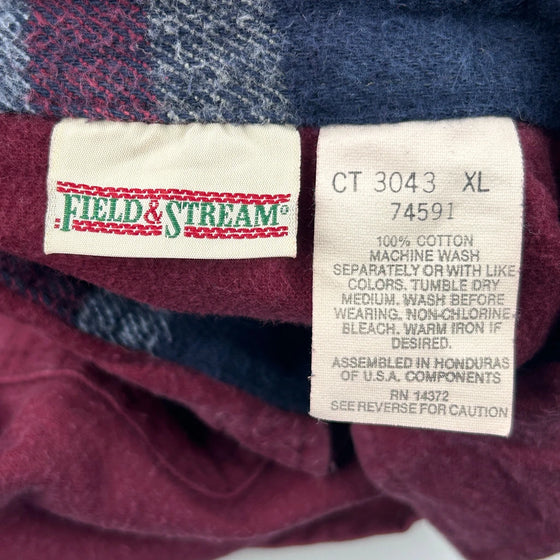 FIELD & STREAM®
CT 3043 XL
74591
100% COTTON
MACHINE WASH
SEPARATELY OR WITH LIKE
COLORS. TUMBLE DRY
MEDIUM. WASH BEFORE
WEARING. NON-CHLORINE
BLEACH. WARM IRON IF
DESIRED.
ASSEMBLED IN HONDURAS
OF U.S.A. COMPONENTS
RN 14372
SEE REVERSE FOR CAUTION